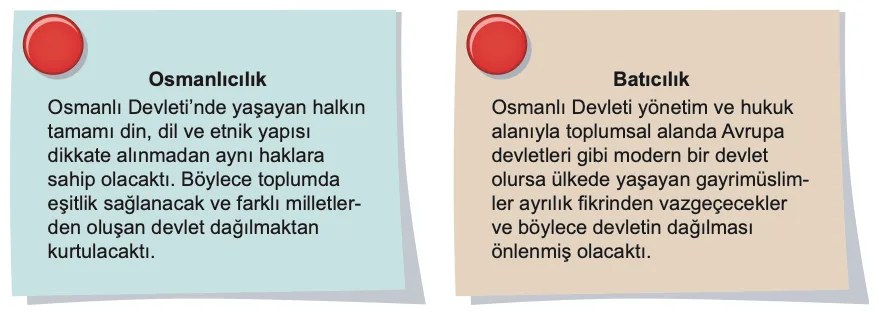 Osmanlıcılık
Osmanlı Devleti’nde yaşayan halkın
tamamı din, dil ve etnik yapısı
dikkate alınmadan aynı haklara
sahip olacaktı. Böylece toplumda
eşitlik sağlanacak ve farklı milletler-
den oluşan devlet dağılmaktan
kurtulacaktı.
Batıcılık
Osmanlı Devleti yönetim ve hukuk
alanıyla toplumsal alanda Avrupa
devletleri gibi modern bir devlet
olursa ülkede yaşayan gayrimüslim-
ler ayrılık fikrinden vazgeçecekler
ve böylece devletin dağılması
önlenmiş olacaktı.